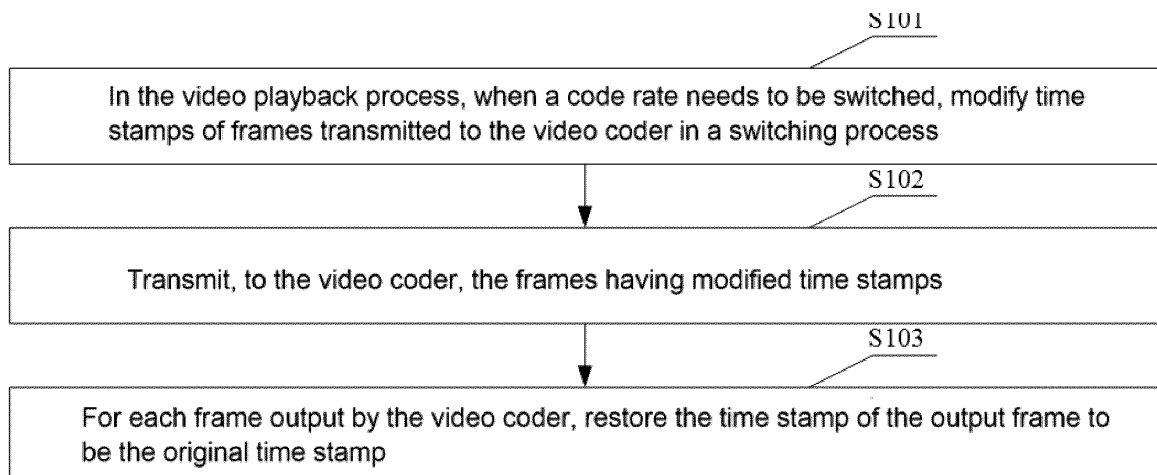 S101
In the video playback process, when a code rate needs to be switched, modify time
stamps of frames transmitted to the video coder in a switching process
S102
Transmit, to the video coder, the frames having modified time stamps
S103
For each frame output by the video coder, restore the time stamp of the output frame to
be the original time stamp